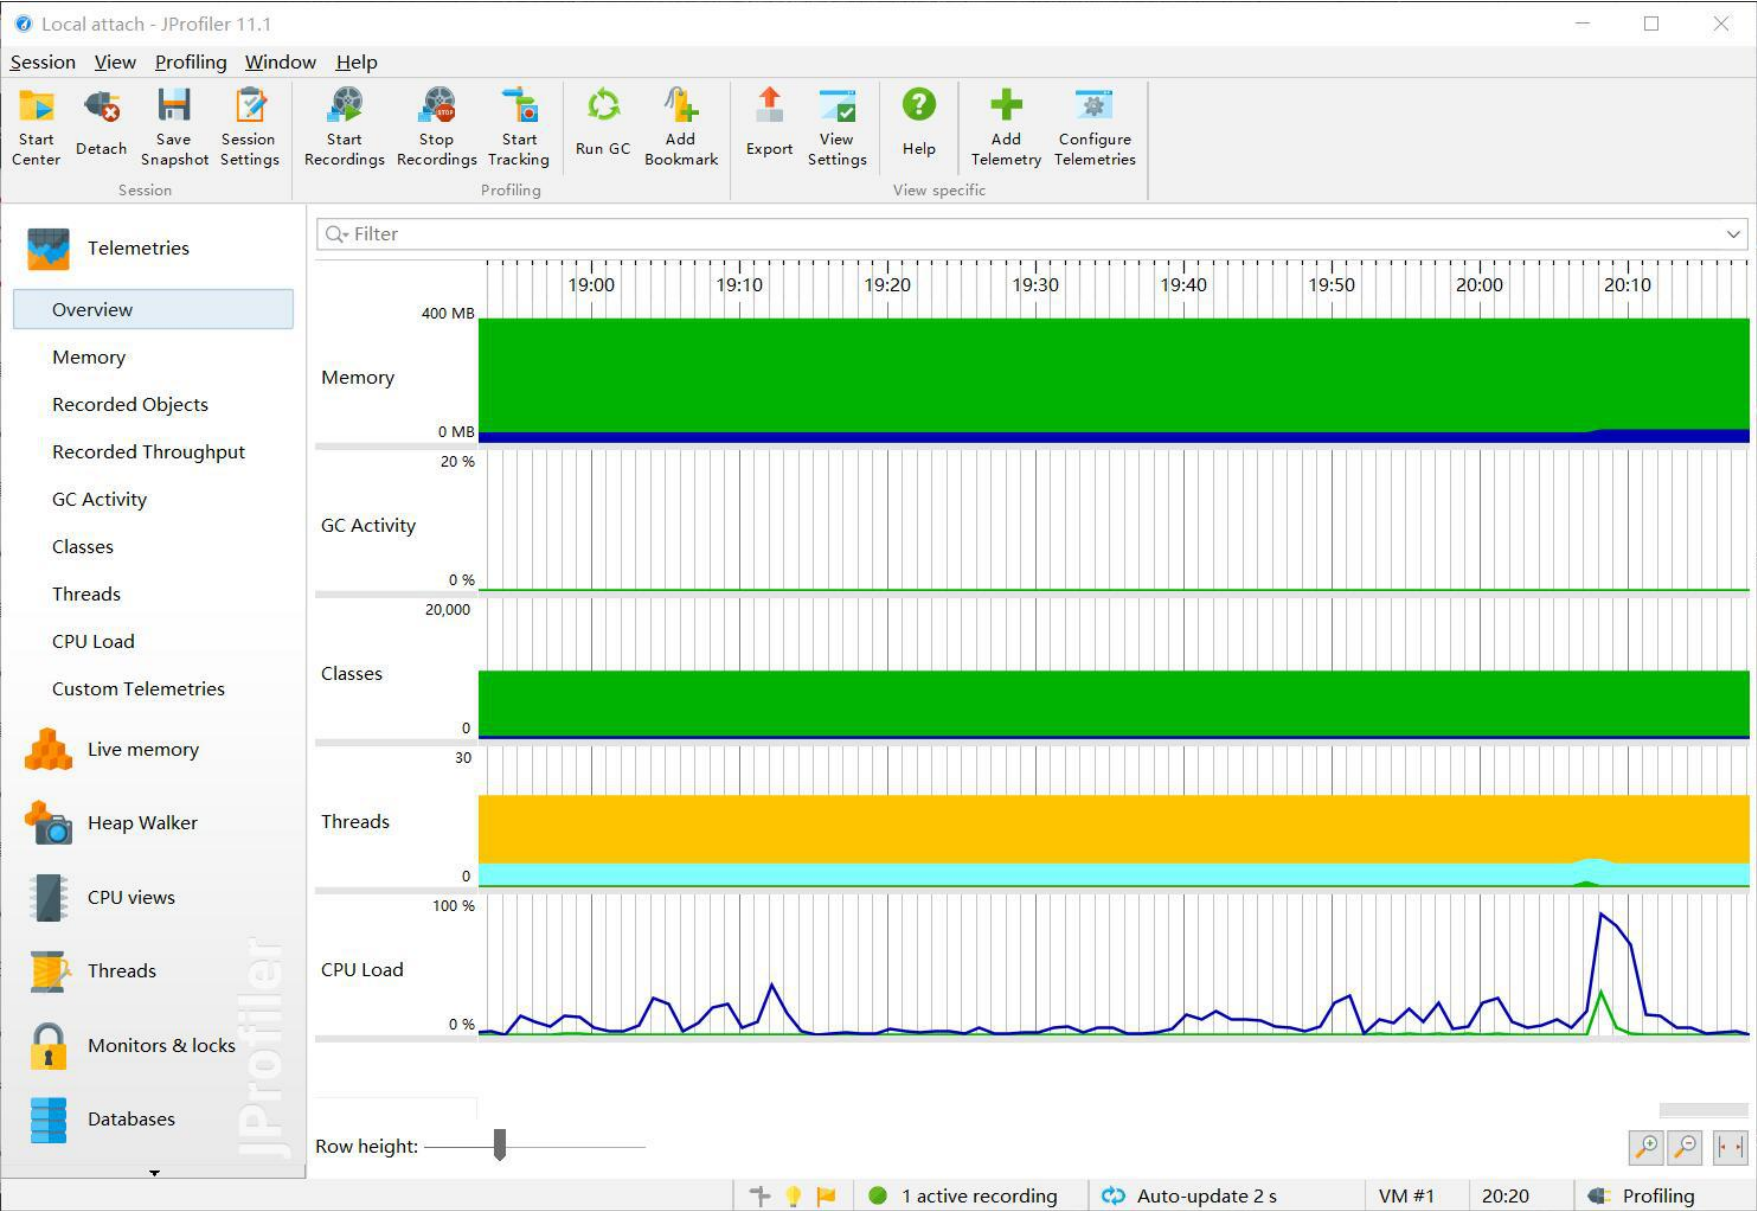 Local attach - JProfiler 11.1
Session View Profiling Window Help
Start Center
Detach
Save Snapshot
Session Settings
Start Recordings
Stop Recordings
Start Tracking
Run GC
Add Bookmark
Export
View Settings
Help
Add Telemetry
Configure Telemetries
Session
Profiling
View specific
Telemetries
Overview
Memory
Recorded Objects
Recorded Throughput
GC Activity
Classes
Threads
CPU Load
Custom Telemetries
Live memory
Heap Walker
CPU views
Threads
Monitors & locks
Databases
JProfiler
Filter
19:00 19:10 19:20 19:30 19:40 19:50 20:00 20:10
400 MB
Memory
0 MB
20 %
GC Activity
0 %
20,000
Classes
0
30
Threads
0
100 %
CPU Load
0 %
Row height:
1 active recording
Auto-update 2 s
VM #1
20:20
Profiling